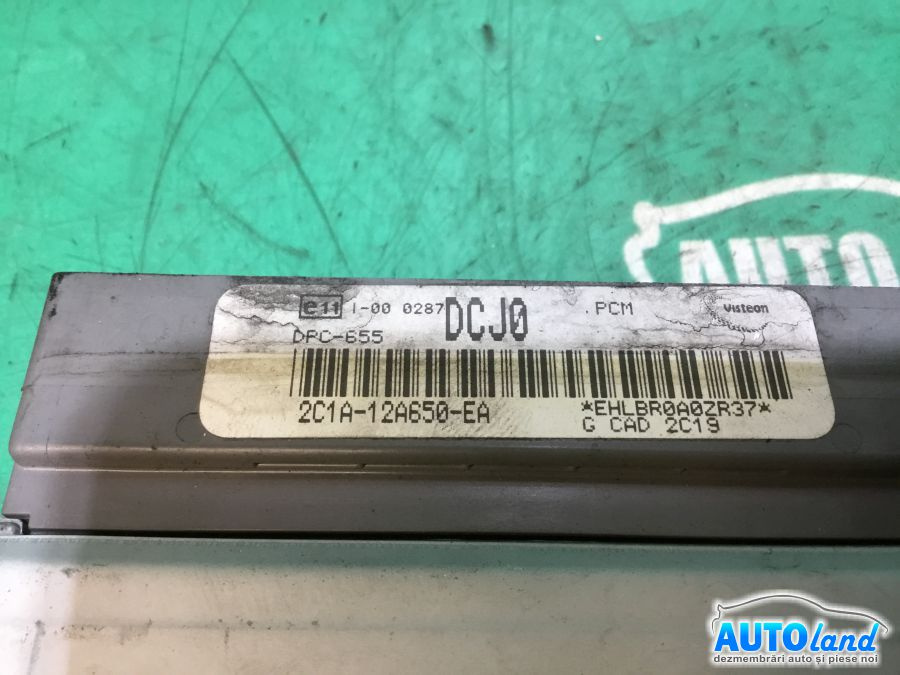 AUTO
e11 I-00 0287 DCJ0 .PCM Visteon
DPC-655
2C1A-12A650-EA *EHLBR0A0ZR37*
G CAD 2C19
AUTOland
dezmembrări auto și piese noi